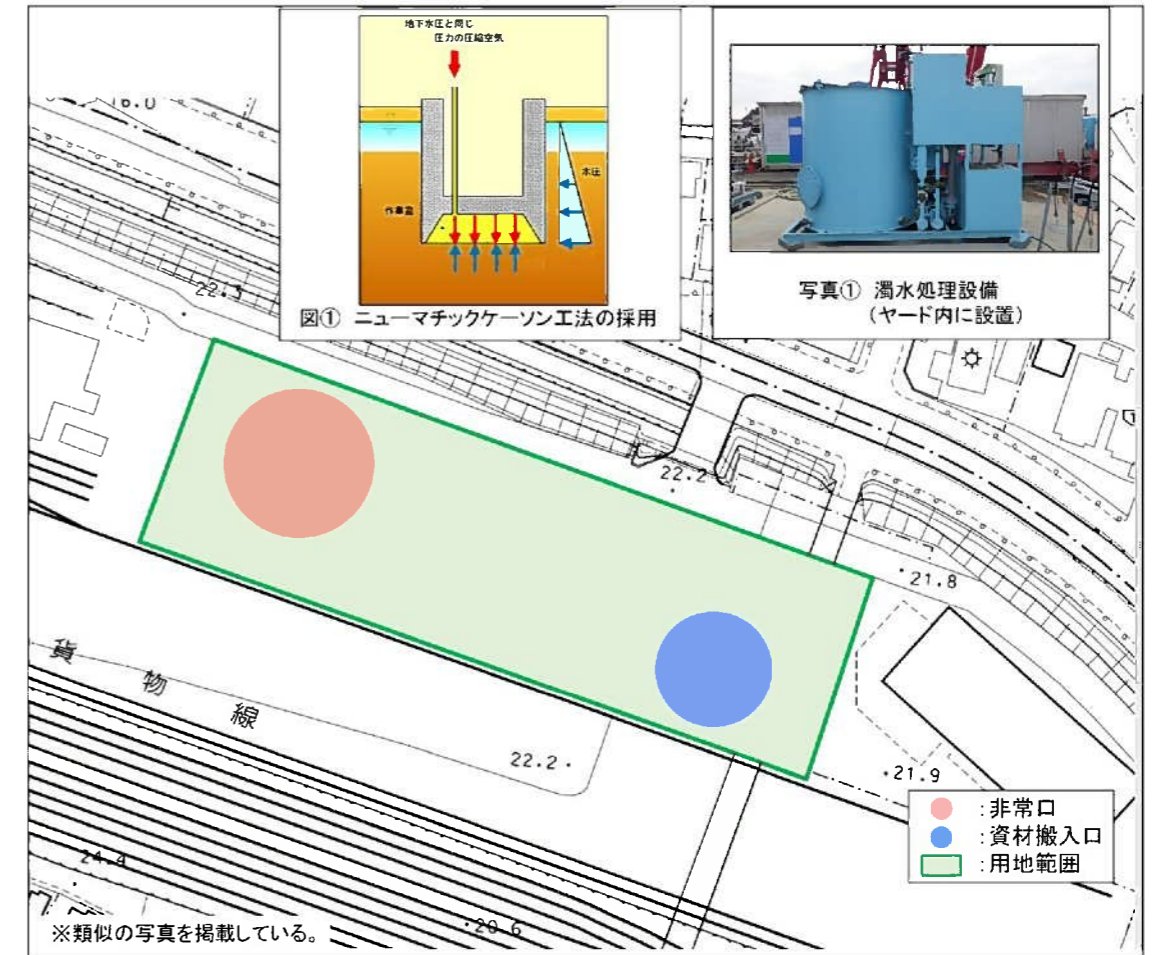 地下水圧と同じ
圧力の圧縮空気
水圧
作業室
図① ニューマチックケーソン工法の採用
写真① 濁水処理設備
(ヤード内に設置)
16.0
22.3
22.2
21.8
貨物線
22.2
21.9
:非常口
:資材搬入口
:用地範囲
24.4
20.6
※類似の写真を掲載している。